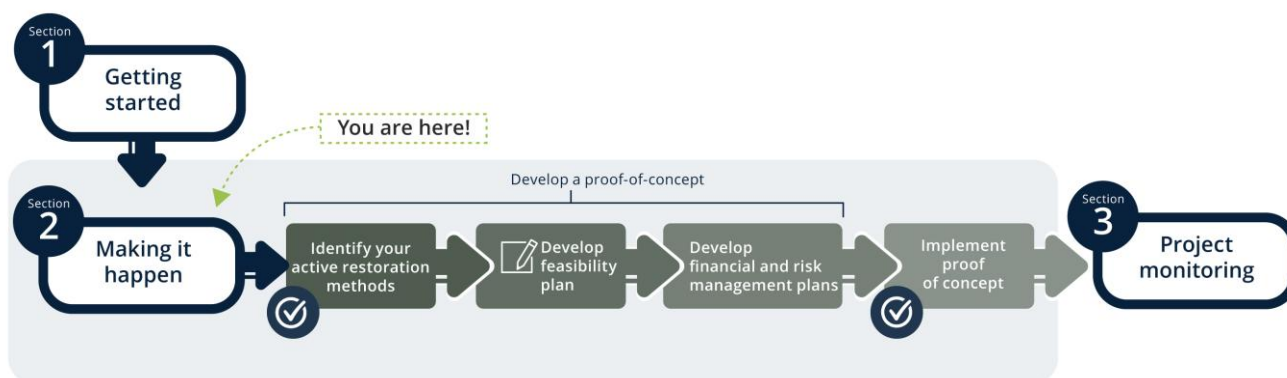 Section
1
Getting
started
You are here!
Develop a proof-of-concept
Section
2
Making it
happen
Identify your
active restoration
methods
Develop
feasibility
plan
Develop
financial and risk
management plans
Implement
proof
of concept
Section
3
Project
monitoring